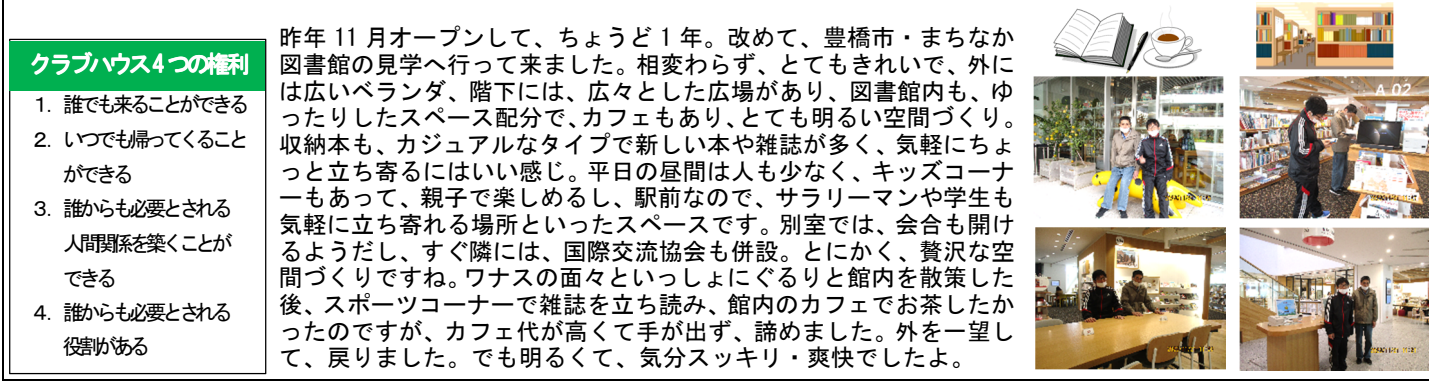 クラブハウス4つの権利
1. 誰でも来ることができる
2. いつでも帰ってくること
ができる
3. 誰からも必要とされる
人間関係を築くことが
できる
4. 誰からも必要とされる
役割がある
昨年 11 月オープンして、ちょうど 1 年。改めて、豊橋市・まちなか
図書館の見学へ行って来ました。相変わらず、とてもきれいで、外に
は広いベランダ、階下には、広々とした広場があり、図書館内も、ゆ
ったりしたスペース配分で、カフェもあり、とても明るい空間づくり。
収納本も、カジュアルなタイプで新しい本や雑誌が多く、気軽にちょ
っと立ち寄るにはいい感じ。平日の昼間は人も少なく、キッズコーナ
ーもあって、親子で楽しめるし、駅前なので、サラリーマンや学生も
気軽に立ち寄れる場所といったスペースです。別室では、会合も開け
るようだし、すぐ隣には、国際交流協会も併設。とにかく、贅沢な空
間づくりですね。ワナスの面々といっしょにぐるりと館内を散策した
後、スポーツコーナーで雑誌を立ち読み、館内のカフェでお茶したか
ったのですが、カフェ代が高くて手が出ず、諦めました。外を一望し
て、戻りました。でも明るくて、気分スッキリ・爽快でしたよ。
A 02